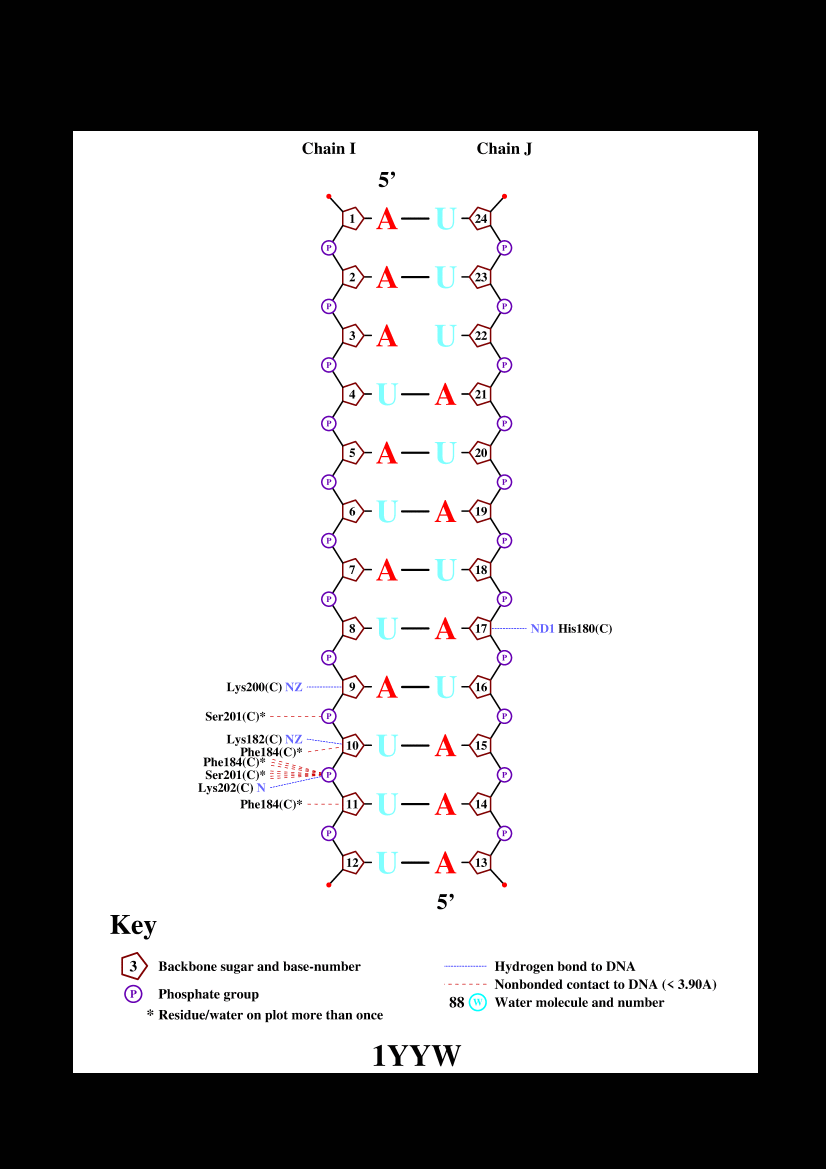 Chain I Chain J
5’
1 A U 24
P P
2 A U 23
P P
3 A U 22
P P
4 U A 21
P P
5 A U 20
P P
6 U A 19
P P
7 A U 18
P P
8 U A 17 ND1 His180(C)
P P
Lys200(C) NZ 9 A U 16
Ser201(C)* P P
Lys182(C) NZ 10 U A 15
Phe184(C)*
Phe184(C)*
Ser201(C)* P P
Lys202(C) N
Phe184(C)* 11 U A 14
P P
12 U A 13
5’
Key
3 Backbone sugar and base-number
P Phosphate group
* Residue/water on plot more than once
Hydrogen bond to DNA
Nonbonded contact to DNA (< 3.90A)
88 W Water molecule and number
1YYW